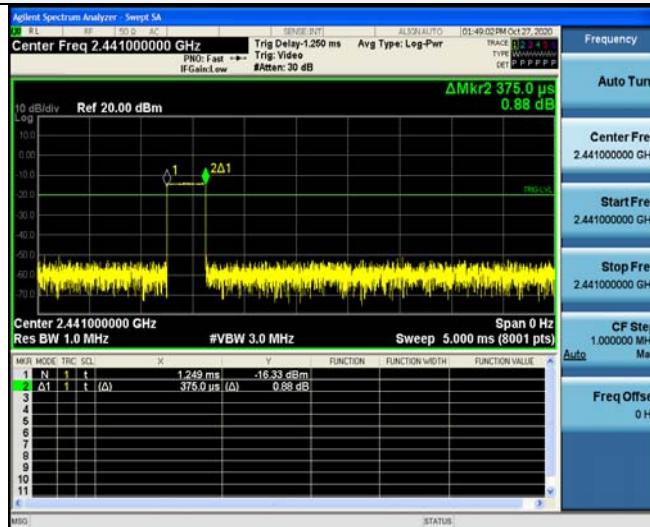 Agilent Spectrum Analyzer - Swept SA
RL RF 50 Ω AC SENSE:INT ALIGN AUTO 01:49:02 PM Oct 27, 2020
Center Freq 2.441000000 GHz
PNO: Fast
IFGain:Low
Trig Delay-1.250 ms
Trig: Video
#Atten: 30 dB
Avg Type: Log-Pwr
TRACE 1 2 3 4 5 6
TYPE
DET P P P P P P
ΔMkr2 375.0 µs
0.88 dB
10 dB/div Ref 20.00 dBm
Log
10.0
0.00
-10.0
-20.0
-30.0
-40.0
-50.0
-60.0
-70.0
1
2Δ1
TRIG LVL
Center 2.441000000 GHz Span 0 Hz
Res BW 1.0 MHz #VBW 3.0 MHz Sweep 5.000 ms (8001 pts)
MKR MODE TRC SCL X Y FUNCTION FUNCTION WIDTH FUNCTION VALUE
1 N 1 t 1.249 ms -16.33 dBm
2 Δ1 1 t (Δ) 375.0 µs (Δ) 0.88 dB
3
4
5
6
7
8
9
10
11
MSG STATUS
Frequency
Auto Tun
Center Fre
2.441000000 GH
Start Fre
2.441000000 GH
Stop Fre
2.441000000 GH
CF Ste
1.000000 MH
Auto Ma
Freq Offse
0 H